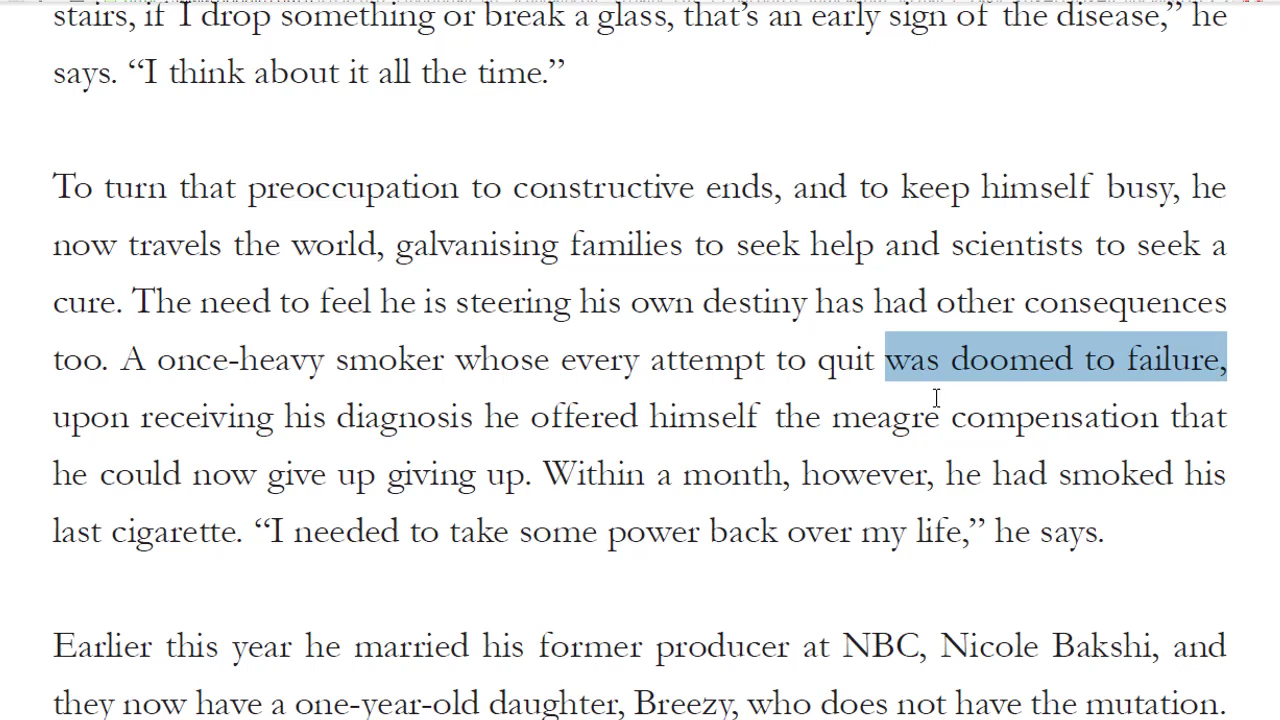 stairs, if I drop something or break a glass, that’s an early sign of the disease,” he
says. “I think about it all the time.”
To turn that preoccupation to constructive ends, and to keep himself busy, he
now travels the world, galvanising families to seek help and scientists to seek a
cure. The need to feel he is steering his own destiny has had other consequences
too. A once-heavy smoker whose every attempt to quit was doomed to failure,
upon receiving his diagnosis he offered himself the meagre compensation that
he could now give up giving up. Within a month, however, he had smoked his
last cigarette. “I needed to take some power back over my life,” he says.
Earlier this year he married his former producer at NBC, Nicole Bakshi, and
they now have a one-year-old daughter, Breezy, who does not have the mutation.